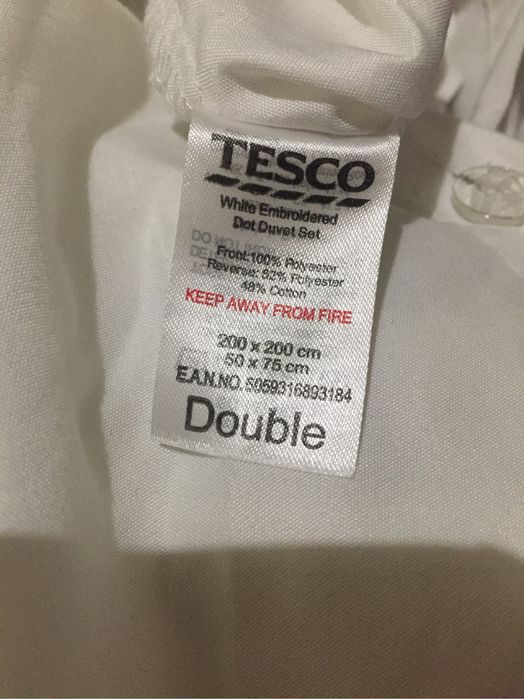 TESCO
White Embroidered
Dot Duvet Set
Front:100% Polyester
Reverse: 52% Polyester
48% Cotton
KEEP AWAY FROM FIRE
200 x 200 cm
50 x 75 cm
E.A.N.NO. 5059316893184
Double